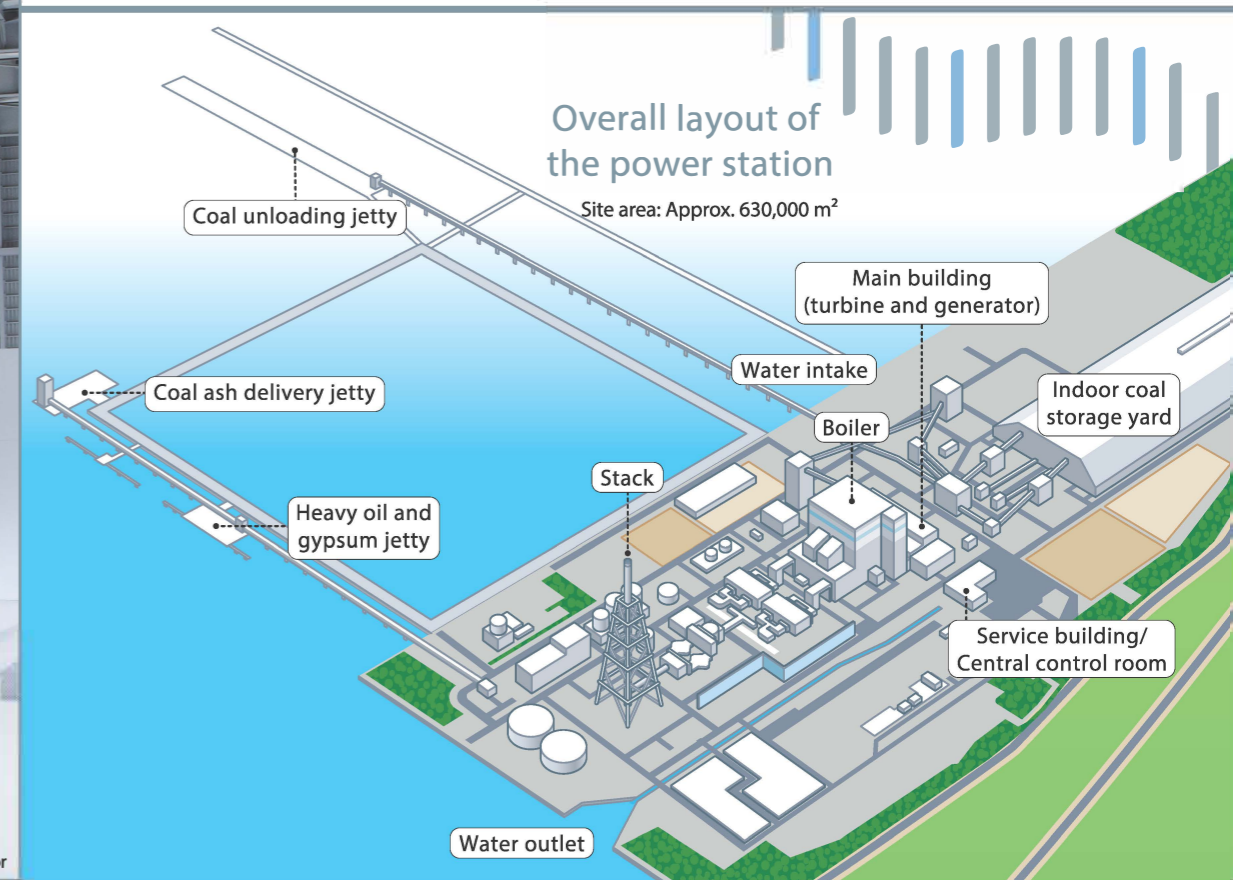 Overall layout of
the power station
Site area: Approx. 630,000 m²
Coal unloading jetty
Main building
(turbine and generator)
Water intake
Coal ash delivery jetty
Indoor coal
storage yard
Boiler
Stack
Heavy oil and
gypsum jetty
Service building/
Central control room
Water outlet